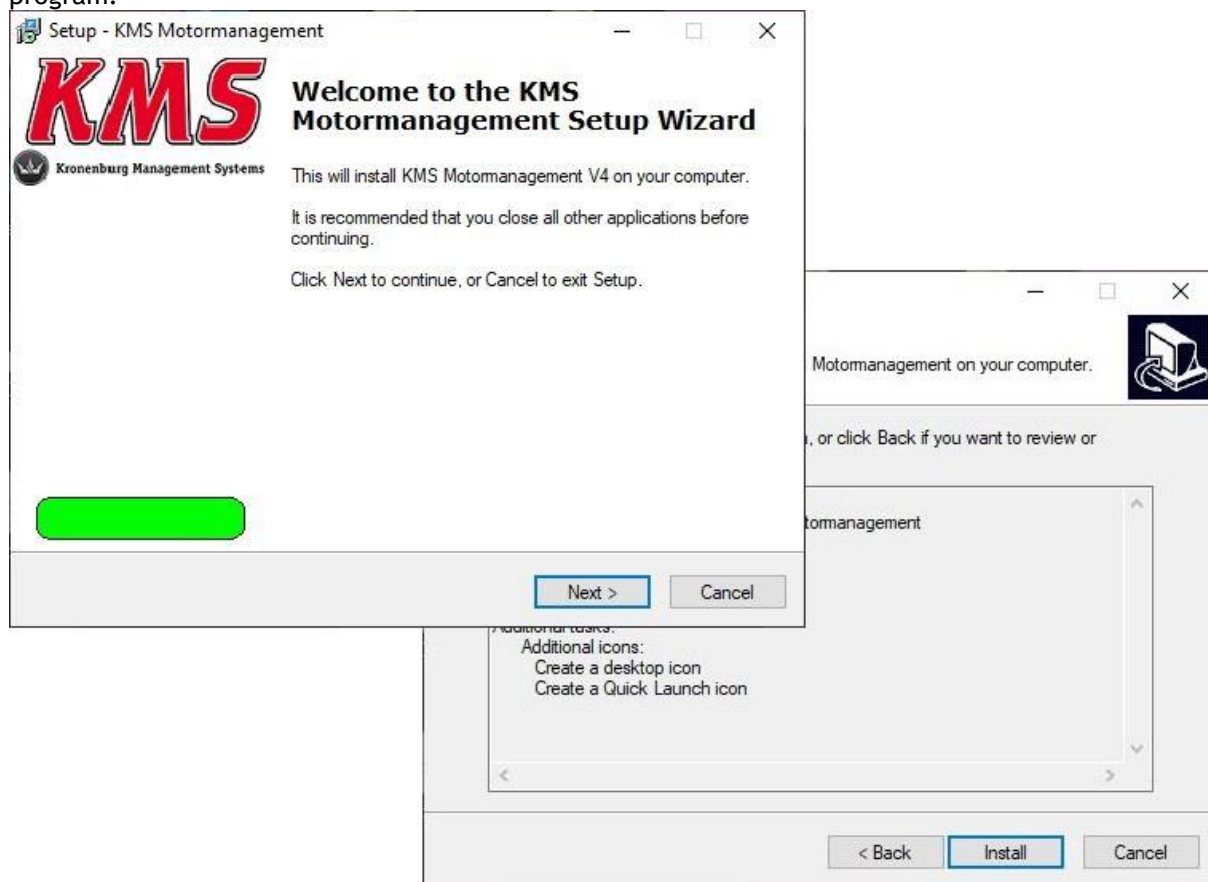 program.
Setup - KMS Motormanagement
KMS
Kronenburg Management Systems
Welcome to the KMS
Motormanagement Setup Wizard
This will install KMS Motormanagement V4 on your computer.
It is recommended that you close all other applications before
continuing.
Click Next to continue, or Cancel to exit Setup.
Next >
Cancel
Motormanagement on your computer.
, or click Back if you want to review or
tormanagement
Additional tasks:
Additional icons:
Create a desktop icon
Create a Quick Launch icon
< Back
Install
Cancel